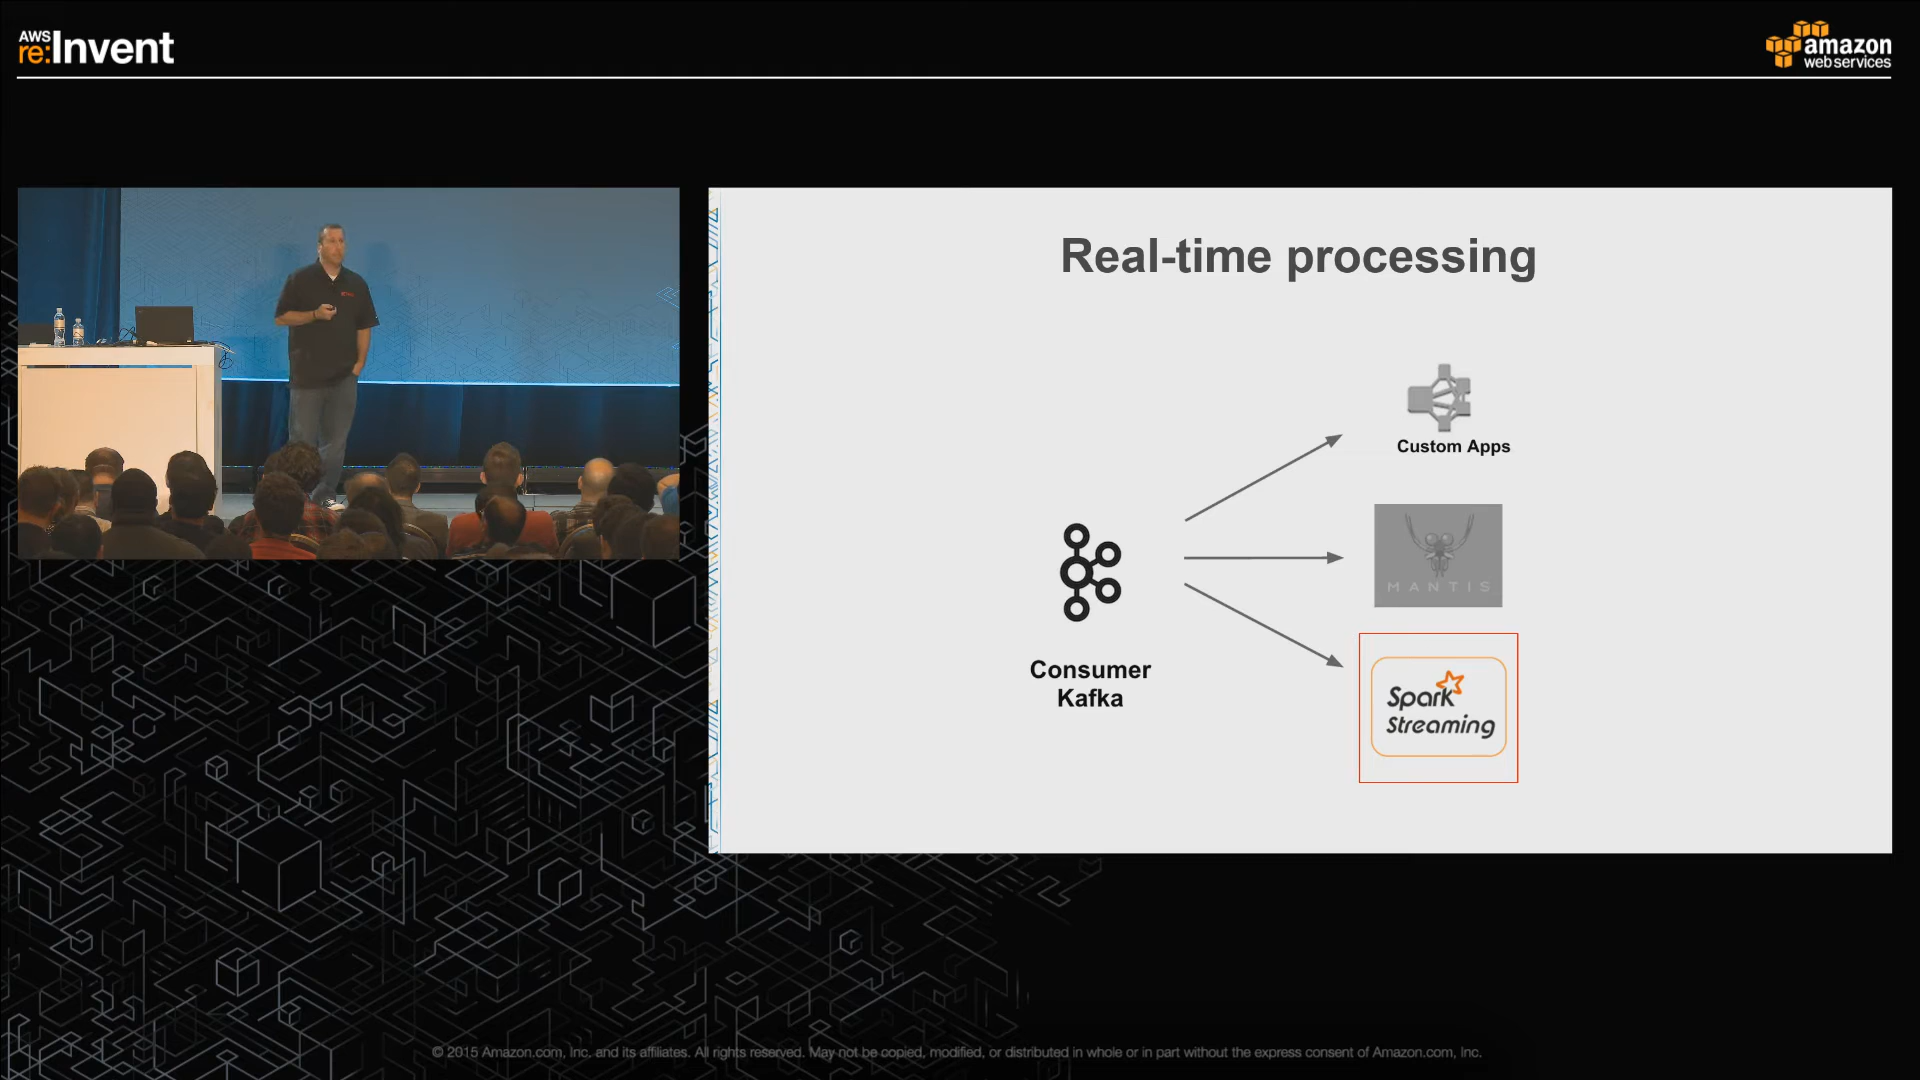 AWS
re:Invent
amazon
web services
Real-time processing
Custom Apps
MANTIS
Spark
Streaming
Consumer
Kafka
© 2015 Amazon.com, Inc. and its affiliates. All rights reserved. May not be copied, modified, or distributed in whole or in part without the express consent of Amazon.com, Inc.